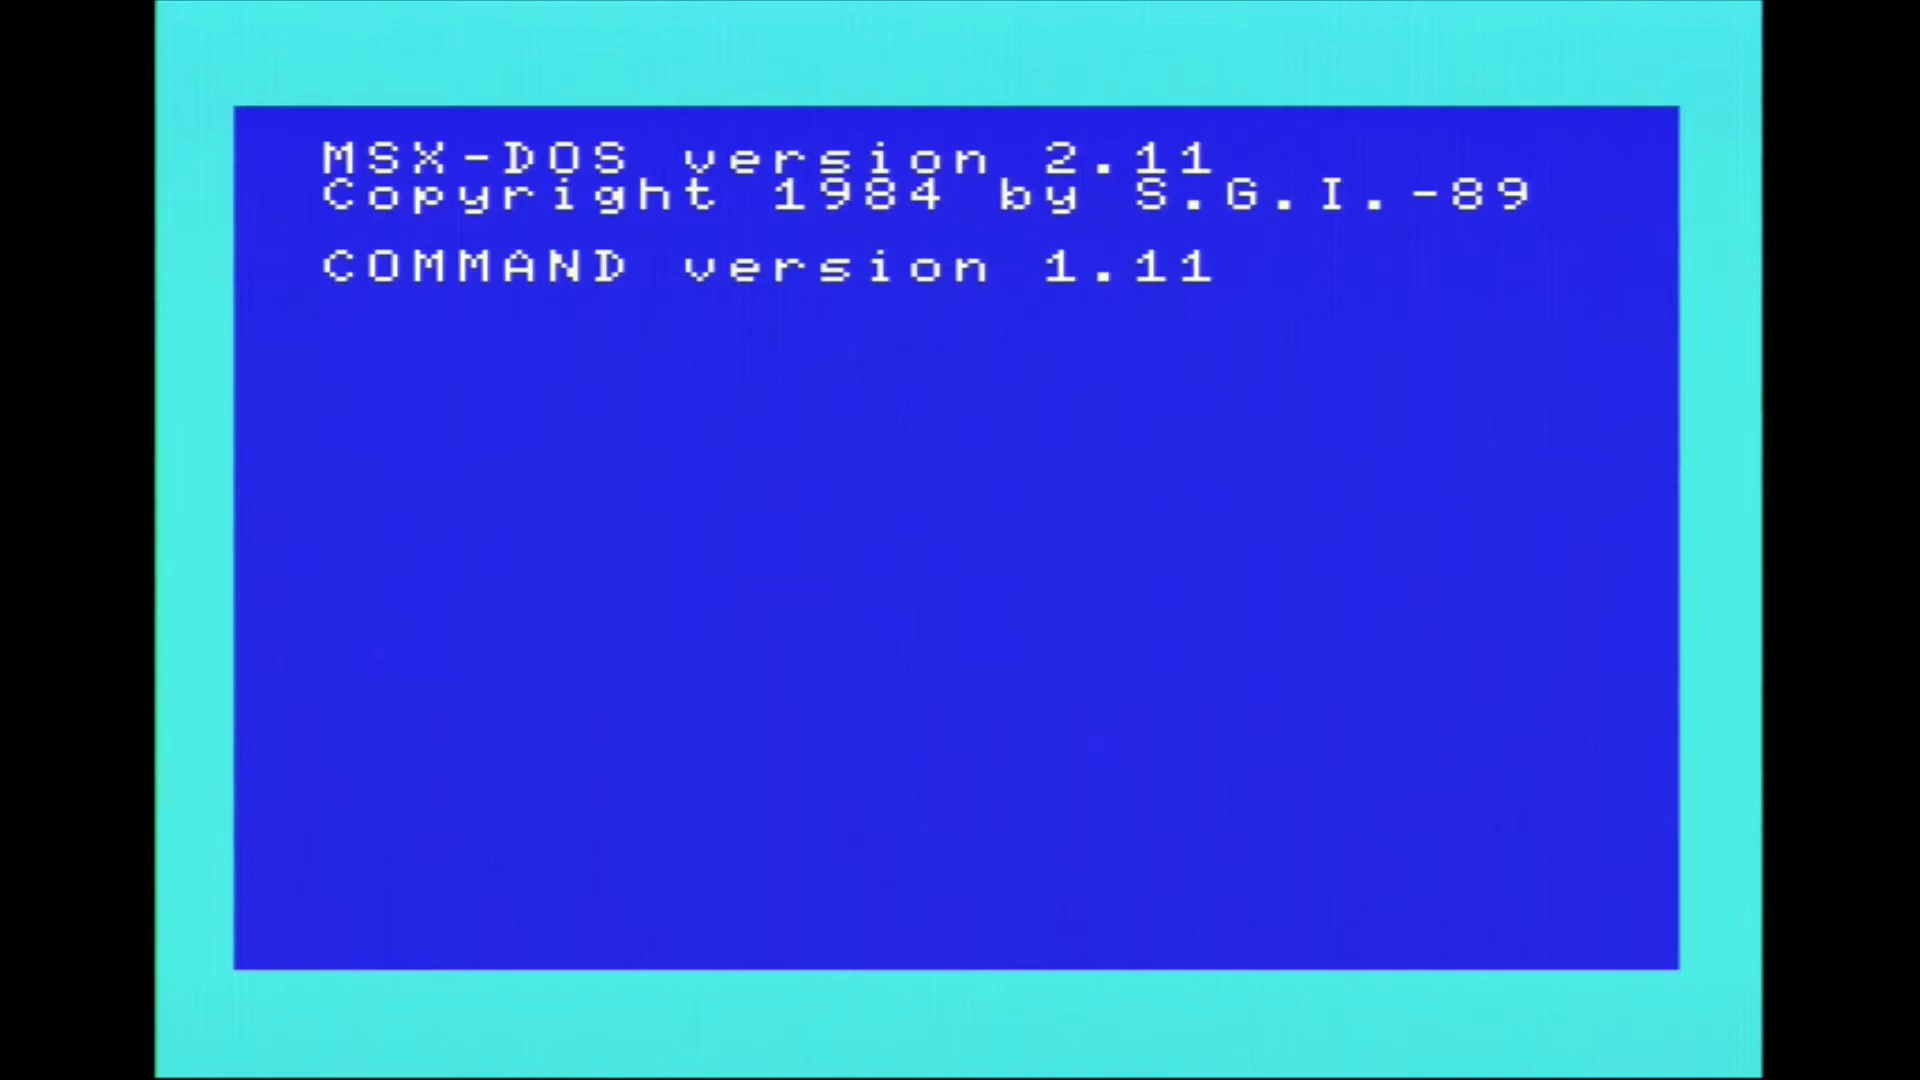 MSX-DOS version 2.11
Copyright 1984 by S.G.I.-89
COMMAND version 1.11